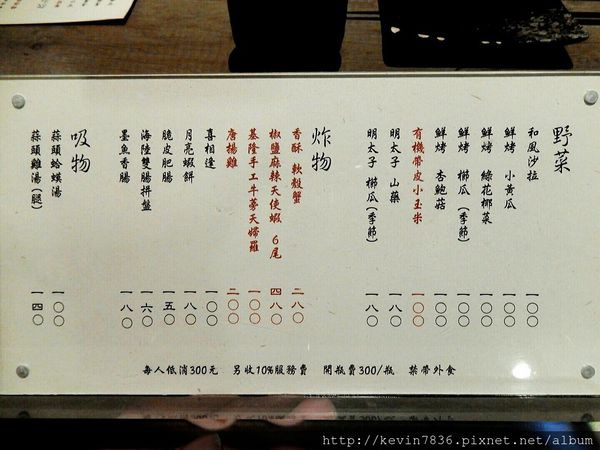 野菜
和風沙拉 一〇〇
鮮烤 小黃瓜 一〇〇
鮮烤 綠花椰菜 一〇〇
鮮烤 櫛瓜(季節) 一〇〇
鮮烤 杏鮑菇 一〇〇
有機帶皮小玉米 一〇〇
明太子 山藥 一八〇
明太子 櫛瓜(季節) 一八〇
炸物
香酥 軟殼蟹 二八〇
椒鹽麻辣天使蝦 6尾 四八〇
基隆手工牛蒡天婦羅 一〇〇
唐楊雞 二〇〇
喜相逢 一〇〇
月亮蝦餅 一八〇
脆皮肥腸 一五〇
海陸雙腸拼盤 一六〇
墨魚香腸 一八〇
吸物
蒜頭蛤蟆湯 一〇〇
蒜頭雞湯(腿) 一四〇
每人低消300元 另收10%服務費 開瓶費300/瓶 禁帶外食
http://kevin7836.pixnet.net/album